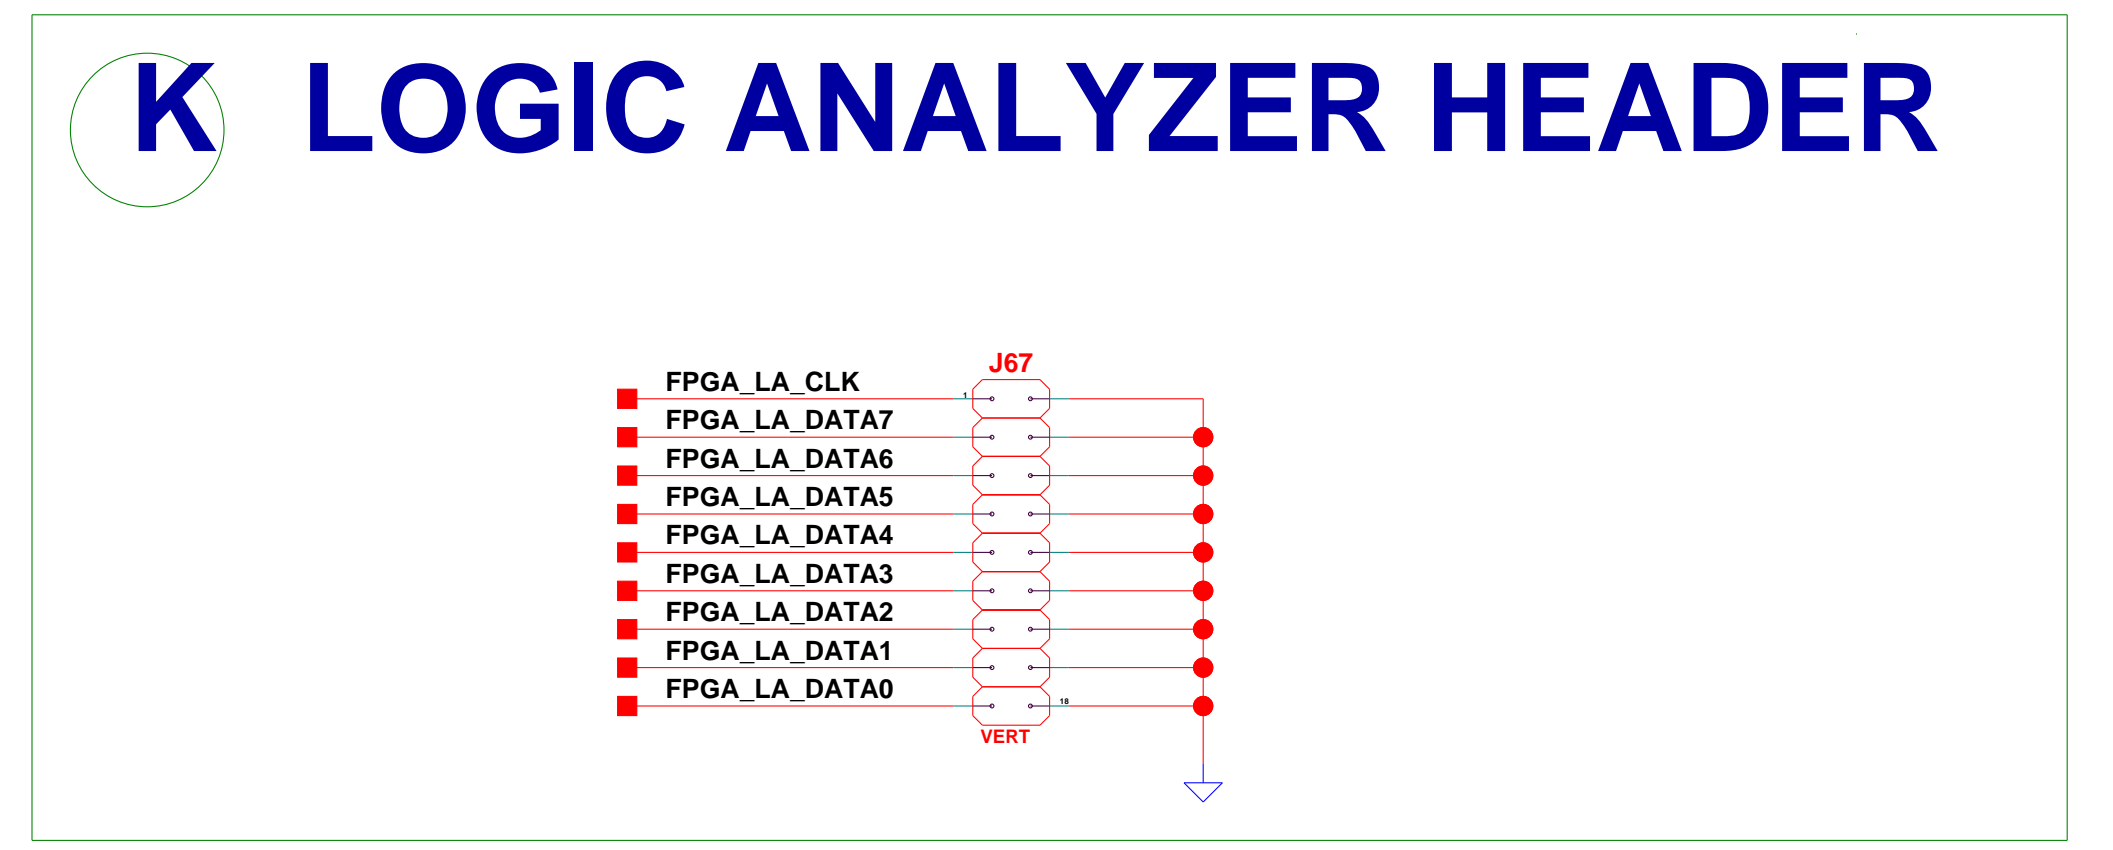 K LOGIC ANALYZER HEADER
J67
FPGA_LA_CLK
1
FPGA_LA_DATA7
FPGA_LA_DATA6
FPGA_LA_DATA5
FPGA_LA_DATA4
FPGA_LA_DATA3
FPGA_LA_DATA2
FPGA_LA_DATA1
FPGA_LA_DATA0
18
VERT